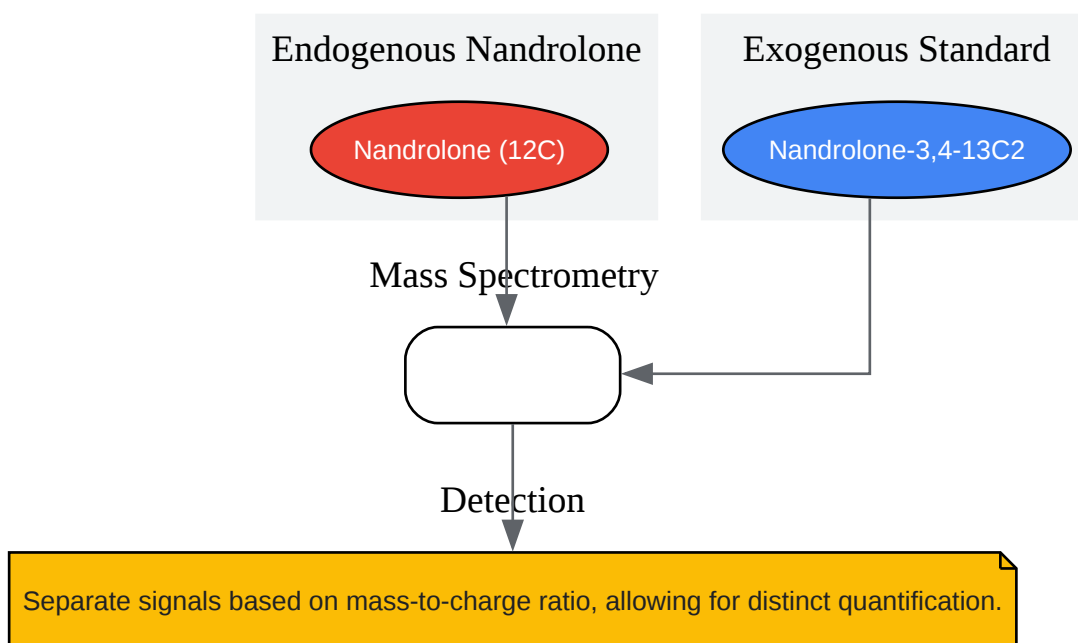 Endogenous Nandrolone
Exogenous Standard
Nandrolone (12C)
Nandrolone-3,4-13C2
Mass Spectrometry
Detection
Separate signals based on mass-to-charge ratio, allowing for distinct quantification.